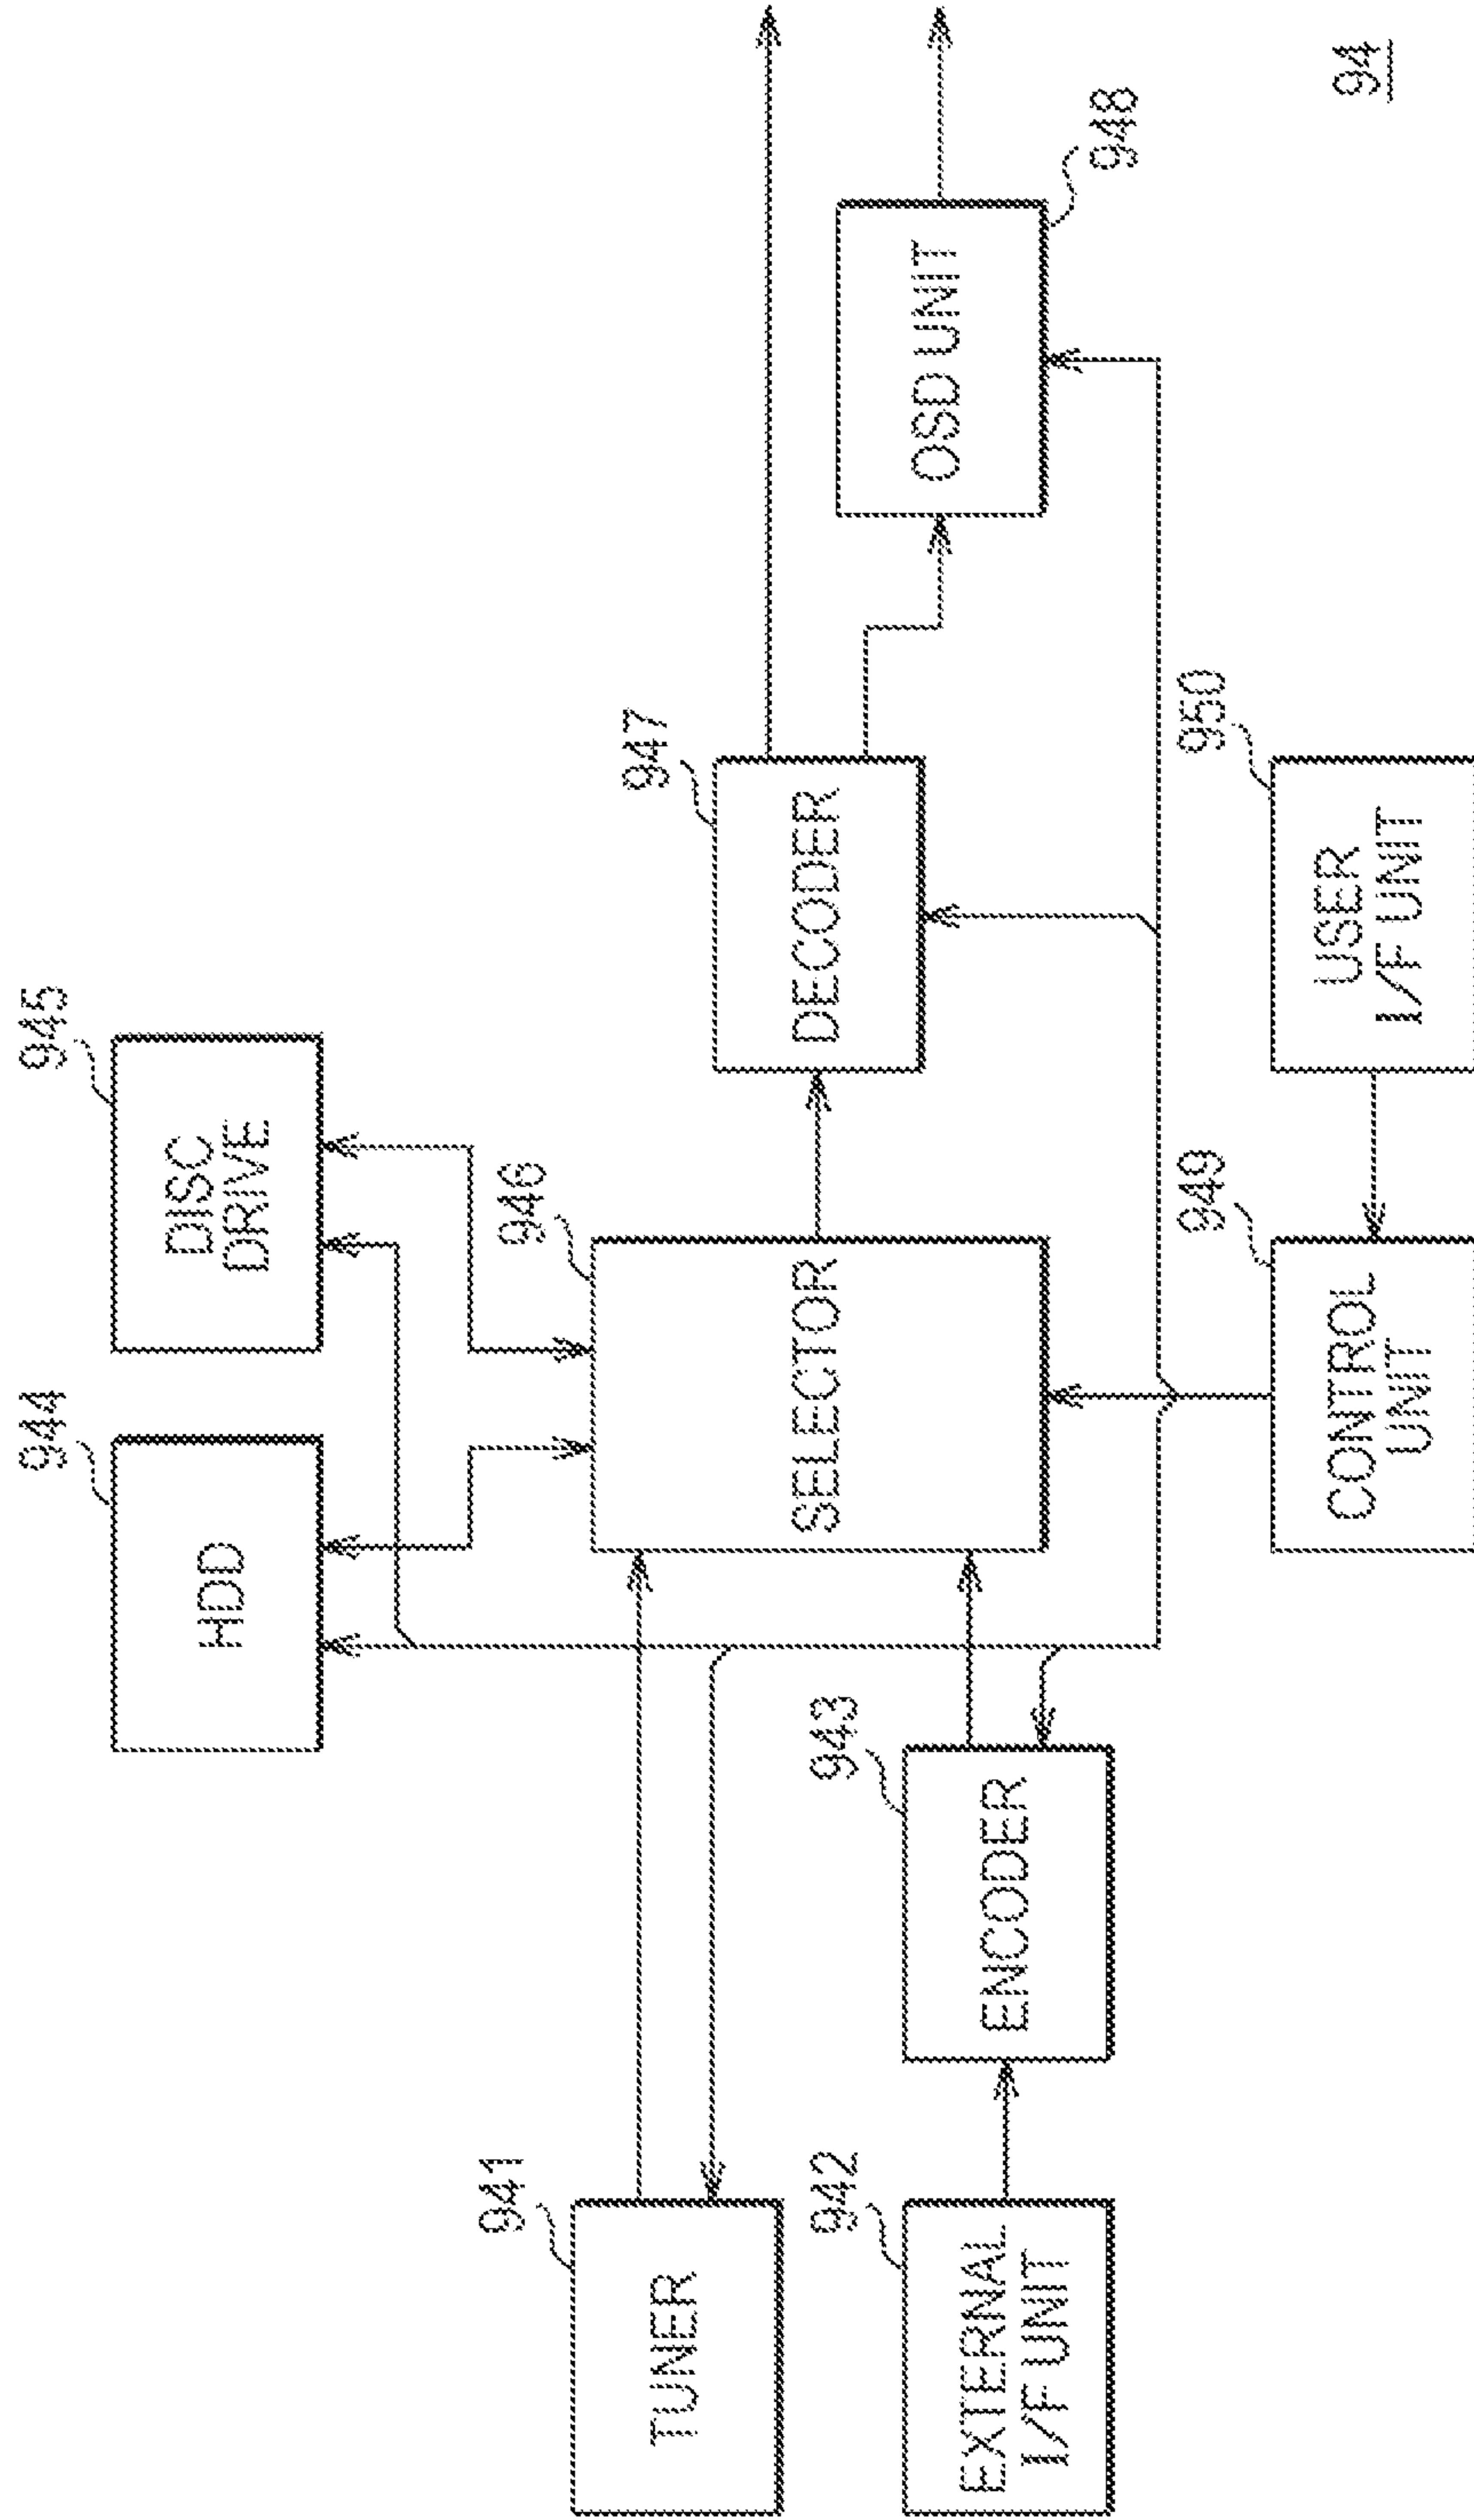 944
945
HDD
DISC
DRIVE
941
946
947
TUNER
SELECTOR
DECODER
942
943
948
EXTERNAL
I/F UNIT
ENCODER
OSD UNIT
949
950
CONTROL
UNIT
USER
I/F UNIT
94